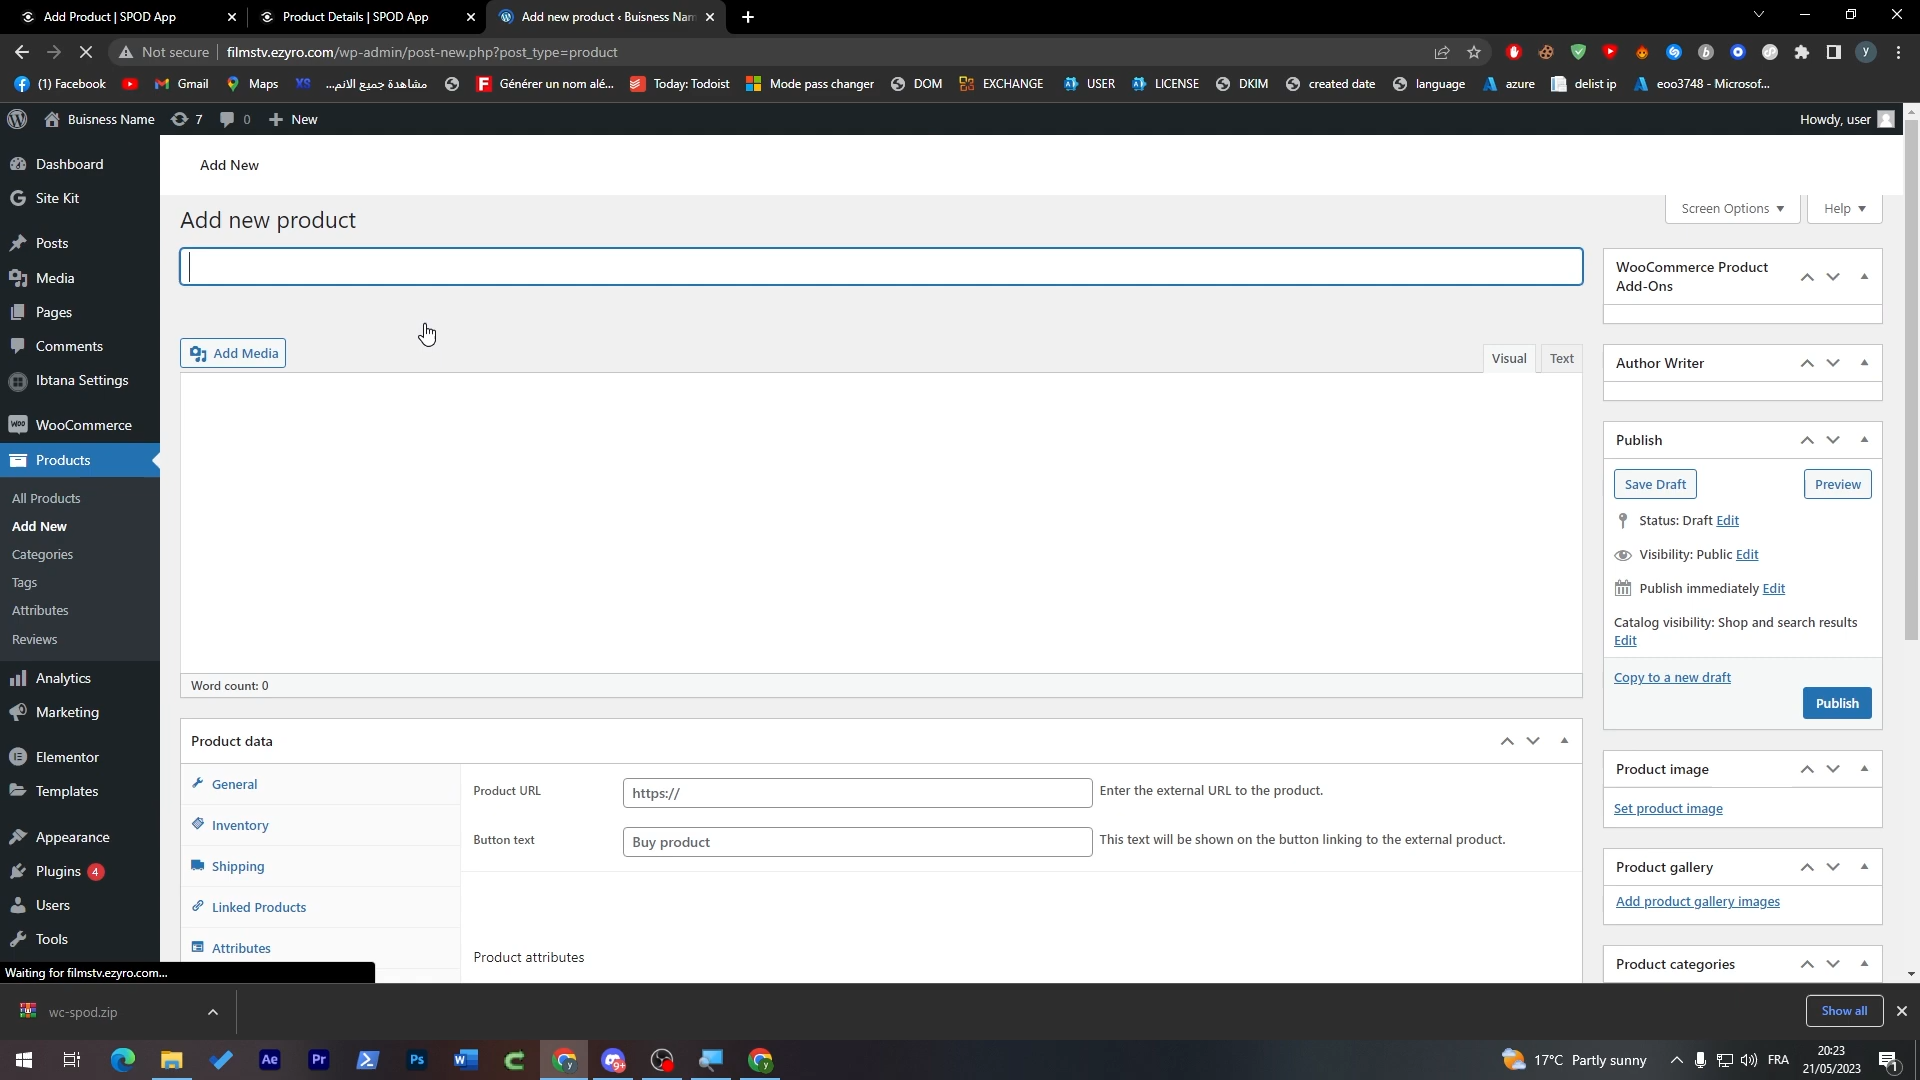 Add Product | SPOD App
Product Details | SPOD App
Add new product ‹ Buisness Nam
Not secure
filmstv.ezyro.com/wp-admin/post-new.php?post_type=product
y
(1) Facebook
Gmail
Maps
XS
مشاهدة جميع الانم...
Générer un nom alé...
Today: Todoist
Mode pass changer
DOM
EXCHANGE
USER
LICENSE
DKIM
created date
language
azure
delist ip
eoo3748 - Microsof...
Buisness Name
7
0
New
Howdy, user
Dashboard
Site Kit
Posts
Media
Pages
Comments
Ibtana Settings
WooCommerce
Products
All Products
Add New
Categories
Tags
Attributes
Reviews
Analytics
Marketing
Elementor
Templates
Appearance
Plugins 4
Users
Tools
Waiting for filmstv.ezyro.com...
Add New
Screen Options
Help
Add new product
Add Media
Visual
Text
Word count: 0
Product data
General
Inventory
Shipping
Linked Products
Attributes
Product URL
https://
Enter the external URL to the product.
Button text
Buy product
This text will be shown on the button linking to the external product.
Product attributes
WooCommerce Product
Add-Ons
Author Writer
Publish
Save Draft
Preview
Status: Draft Edit
Visibility: Public Edit
Publish immediately Edit
Catalog visibility: Shop and search results
Edit
Copy to a new draft
Publish
Product image
Set product image
Product gallery
Add product gallery images
Product categories
wc-spod.zip
Show all
Ae
Pr
Ps
17°C Partly sunny
FRA
20:23
21/05/2023
1